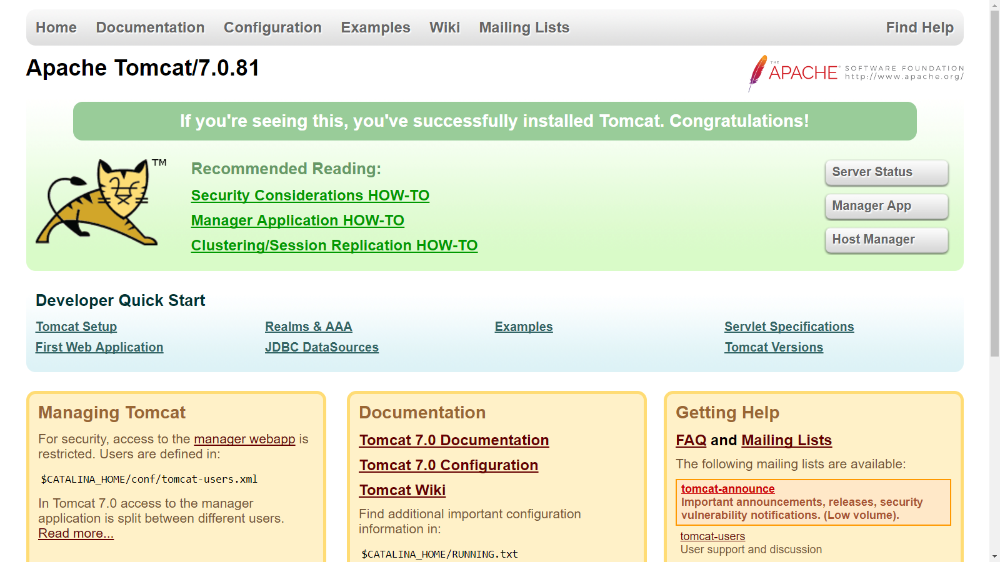 Home Documentation Configuration Examples Wiki Mailing Lists Find Help
Apache Tomcat/7.0.81
THE APACHE SOFTWARE FOUNDATION
http://www.apache.org/
If you're seeing this, you've successfully installed Tomcat. Congratulations!
TM
Recommended Reading:
Security Considerations HOW-TO
Manager Application HOW-TO
Clustering/Session Replication HOW-TO
Server Status
Manager App
Host Manager
Developer Quick Start
Tomcat Setup
First Web Application
Realms & AAA
JDBC DataSources
Examples
Servlet Specifications
Tomcat Versions
Managing Tomcat
For security, access to the manager webapp is
restricted. Users are defined in:
$CATALINA_HOME/conf/tomcat-users.xml
In Tomcat 7.0 access to the manager
application is split between different users.
Read more...
Documentation
Tomcat 7.0 Documentation
Tomcat 7.0 Configuration
Tomcat Wiki
Find additional important configuration
information in:
$CATALINA_HOME/RUNNING.txt
Getting Help
FAQ and Mailing Lists
The following mailing lists are available:
tomcat-announce
Important announcements, releases, security
vulnerability notifications. (Low volume).
tomcat-users
User support and discussion